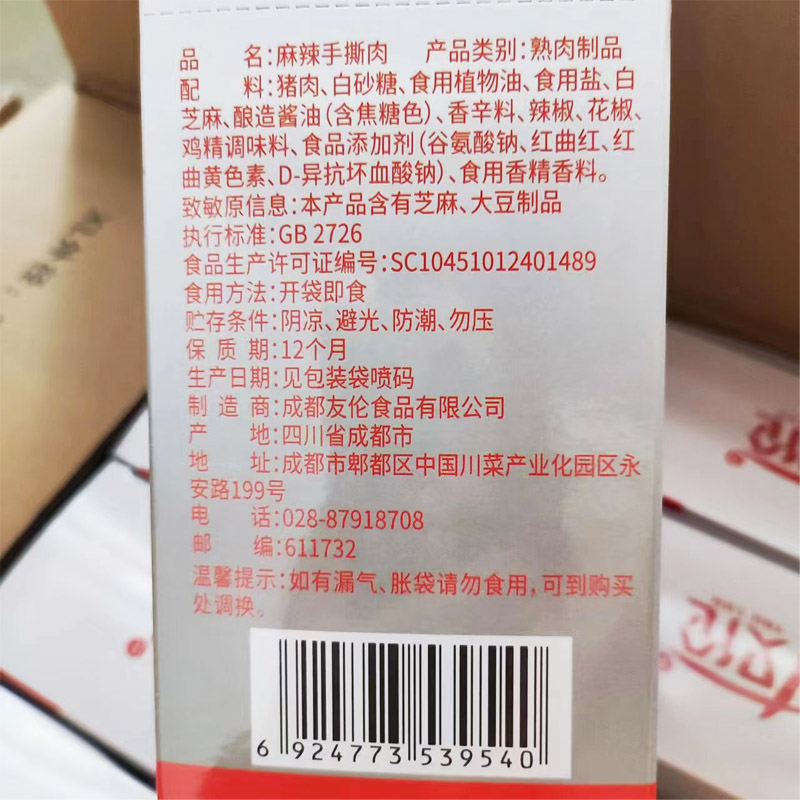 品 名:麻辣手撕肉 产品类别:熟肉制品
配 料:猪肉、白砂糖、食用植物油、食用盐、白
芝麻、酿造酱油(含焦糖色)、香辛料、辣椒、花椒、
鸡精调味料、食品添加剂(谷氨酸钠、红曲红、红
曲黄色素、D-异抗坏血酸钠)、食用香精香料。
致敏原信息:本产品含有芝麻、大豆制品
执行标准:GB 2726
食品生产许可证编号:SC10451012401489
食用方法:开袋即食
贮存条件:阴凉、避光、防潮、勿压
保 质 期:12个月
生产日期:见包装袋喷码
制 造 商:成都友伦食品有限公司
产 地:四川省成都市
地 址:成都市郫都区中国川菜产业化园区永
安路199号
电 话:028-87918708
邮 编:611732
温馨提示:如有漏气、胀袋请勿食用,可到购买
处调换。
6 924773 539540